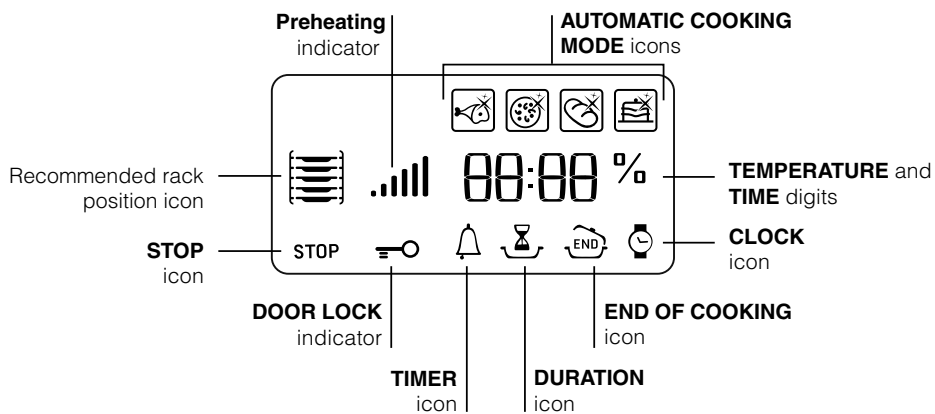 Preheating
indicator
AUTOMATIC COOKING
MODE icons
Recommended rack
position icon
88:88 %
TEMPERATURE and
TIME digits
STOP
icon
STOP
END
CLOCK
icon
DOOR LOCK
indicator
END OF COOKING
icon
TIMER
icon
DURATION
icon